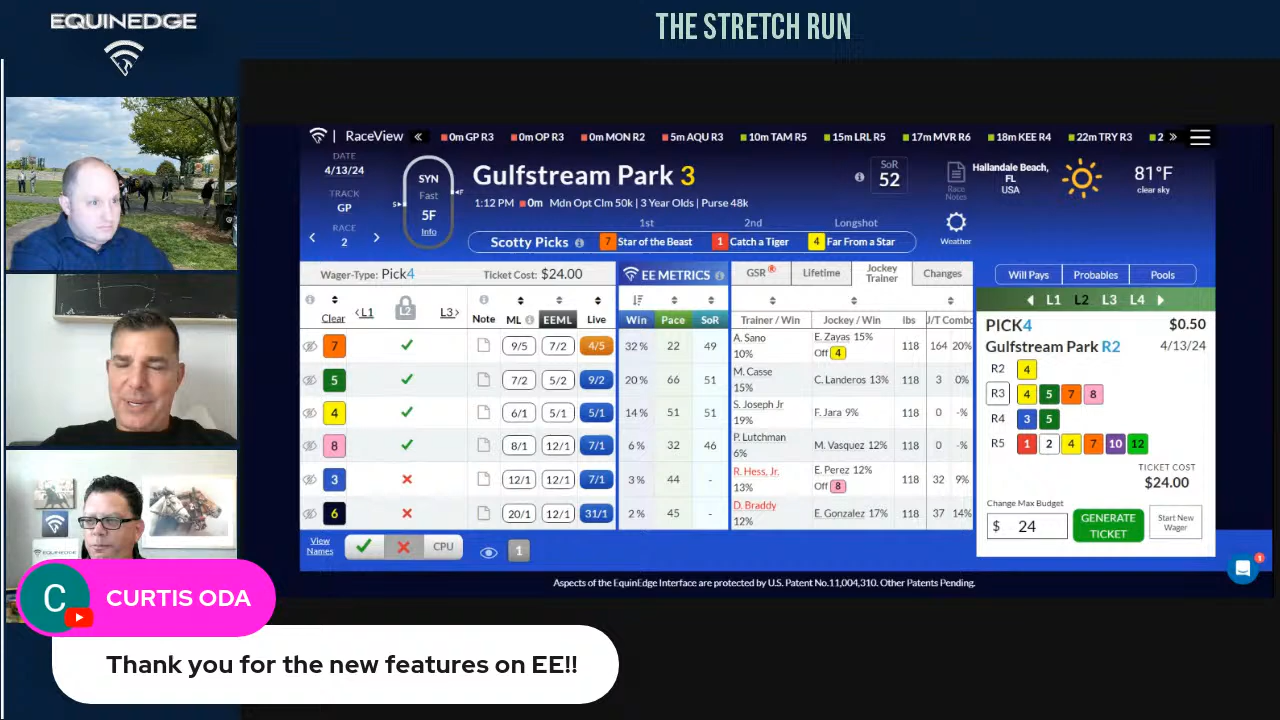 EQUINEDGE
THE STRETCH RUN
RaceView « 0m GP R3 0m OP R3 0m MON R2 5m AQU R3 10m TAM R5 15m LRL R5 17m MVR R6 18m KEE R4 22m TRY R3 2 »
DATE
4/13/24
TRACK
GP
RACE
2
SYN
Fast
5F
Info
S
F
Gulfstream Park 3
1:12 PM 0m Mdn Opt Clm 50k | 3 Year Olds | Purse 48k
SoR
52
Race
Notes
Hallandale Beach,
FL
USA
81°F
clear sky
Weather
1st 2nd Longshot
Scotty Picks 7 Star of the Beast 1 Catch a Tiger 4 Far From a Star
Wager-Type: Pick4 Ticket Cost: $24.00
EE METRICS
GSR® Lifetime Jockey Trainer Changes
Will Pays Probables Pools
Clear <L1 L2 L3> Note ML EEML Live Win Pace SoR Trainer / Win Jockey / Win lbs J/T Combo
7 9/5 7/2 4/5 32% 22 49 A. Sano 10% E. Zayas 15% Off 4 118 164 20%
5 7/2 5/2 9/2 20% 66 51 M. Casse 15% C. Landeros 13% 118 3 0%
4 6/1 5/1 5/1 14% 51 51 S. Joseph Jr 19% F. Jara 9% 118 0 -%
8 8/1 12/1 7/1 6% 32 46 P. Lutchman 6% M. Vasquez 12% 118 0 -%
3 12/1 12/1 7/1 3% 44 - R. Hess, Jr. 13% E. Perez 12% Off 8 118 32 9%
6 20/1 12/1 31/1 2% 45 - D. Braddy 12% E. Gonzalez 17% 118 37 14%
View
Names
CPU
1
L1 L2 L3 L4
PICK4 $0.50
Gulfstream Park R2 4/13/24
R2 4
R3 4 5 7 8
R4 3 5
R5 1 2 4 7 10 12
TICKET COST
$24.00
Change Max Budget
$ 24
GENERATE
TICKET
Start New
Wager
1
Aspects of the EquinEdge Interface are protected by U.S. Patent No.11,004,310. Other Patents Pending.
C
CURTIS ODA
Thank you for the new features on EE!!